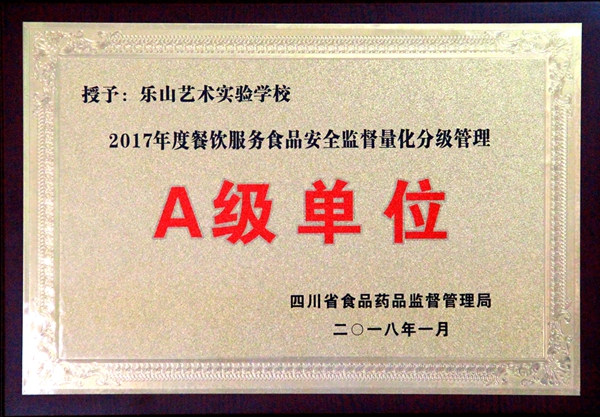 授予：乐山艺术实验学校
2017年度餐饮服务食品安全监督量化分级管理
A级单位
四川省食品药品监督管理局
二〇一八年一月